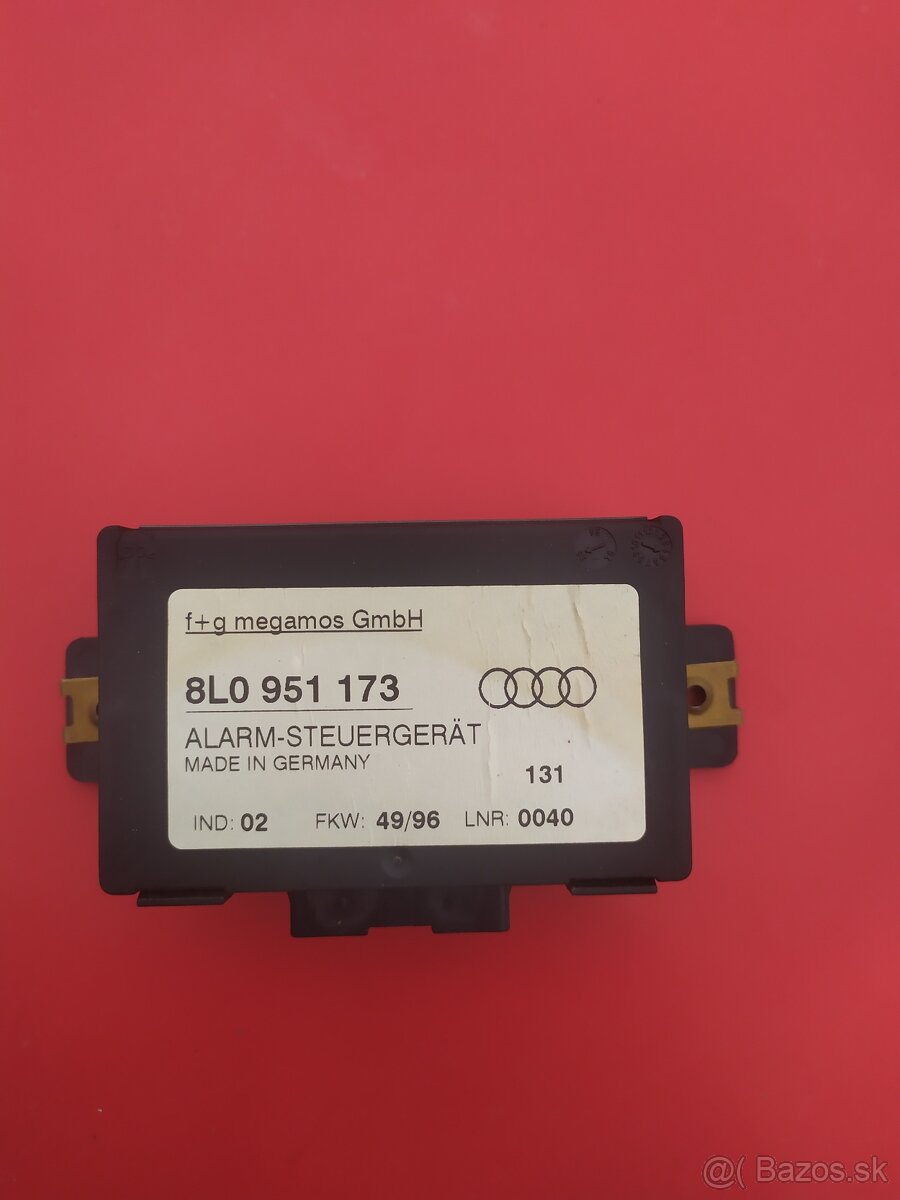 f+g megamos GmbH
8L0 951 173
ALARM-STEUERGERÄT
MADE IN GERMANY
131
IND: 02 FKW: 49/96 LNR: 0040
@( Bazos.sk